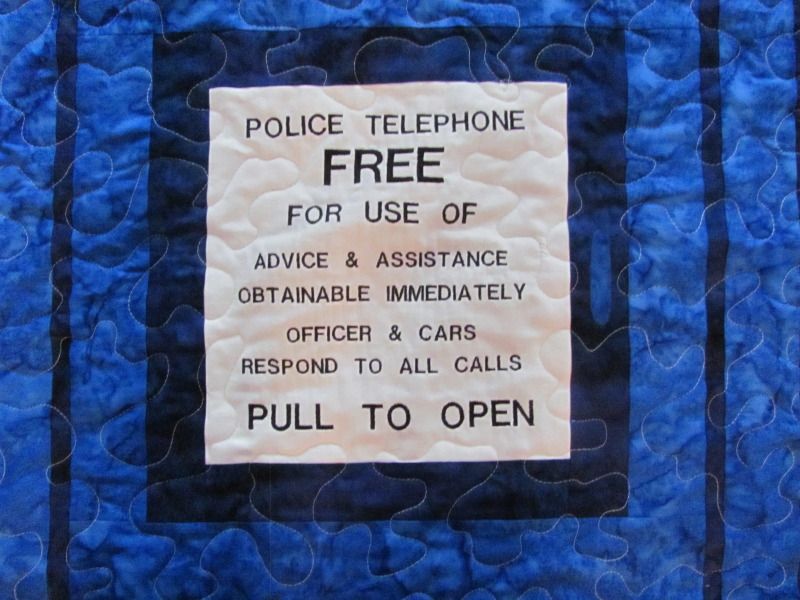 POLICE TELEPHONE
FREE
FOR USE OF
ADVICE & ASSISTANCE
OBTAINABLE IMMEDIATELY
OFFICER & CARS
RESPOND TO ALL CALLS
PULL TO OPEN